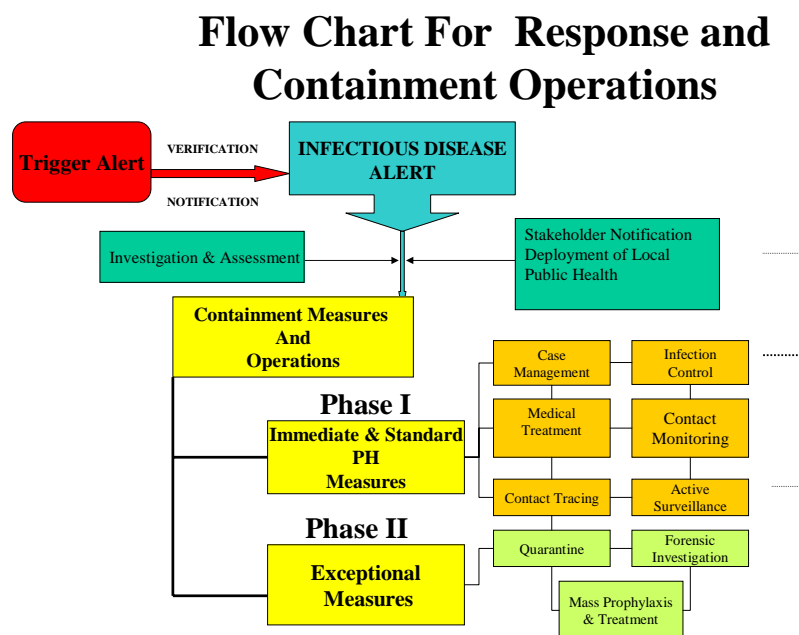 Flow Chart For Response and
Containment Operations
Trigger Alert
VERIFICATION
NOTIFICATION
INFECTIOUS DISEASE
ALERT
Investigation & Assessment
Stakeholder Notification
Deployment of Local
Public Health
Containment Measures
And
Operations
Phase I
Immediate & Standard
PH
Measures
Case
Management
Infection
Control
Medical
Treatment
Contact
Monitoring
Contact Tracing
Active
Surveillance
Phase II
Exceptional
Measures
Quarantine
Forensic
Investigation
Mass Prophylaxis
& Treatment